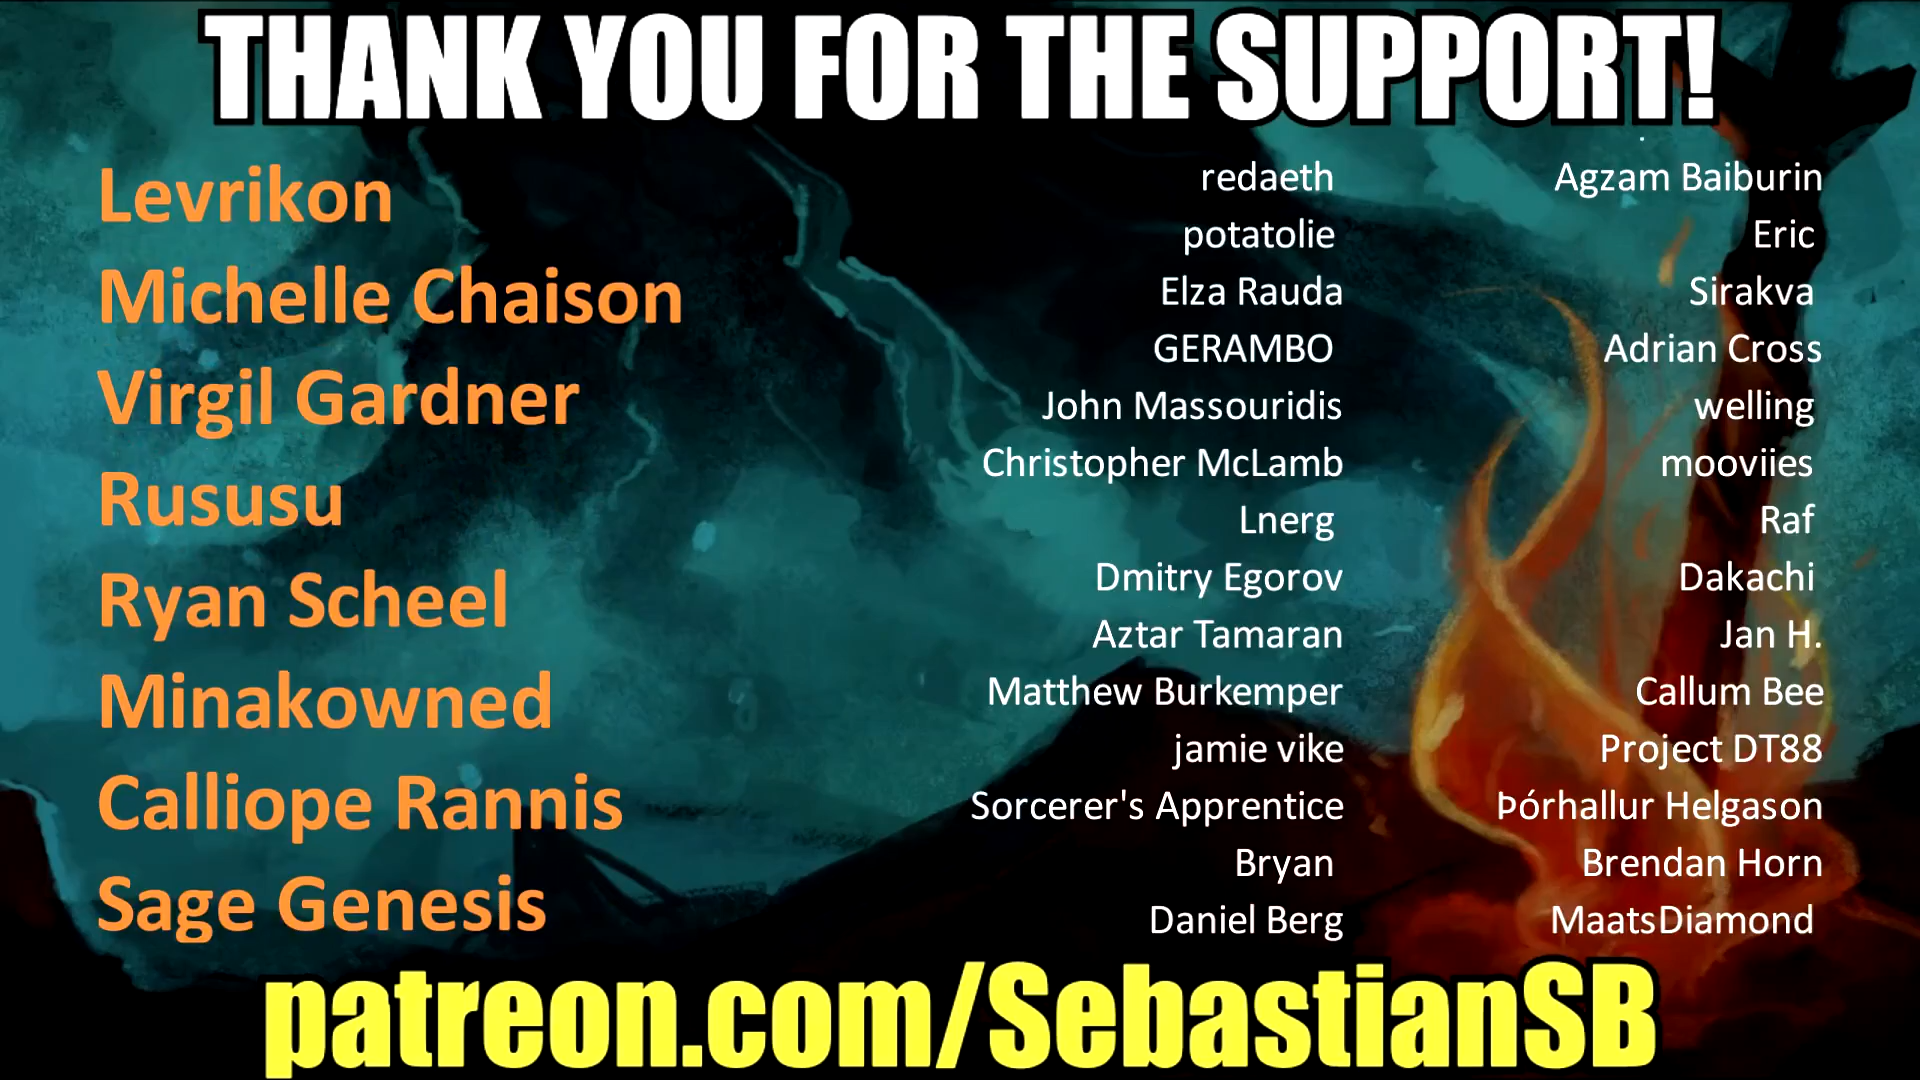 THANK YOU FOR THE SUPPORT!
Levrikon
Michelle Chaison
Virgil Gardner
Rususu
Ryan Scheel
Minakowned
Calliope Rannis
Sage Genesis
redaeth
potatolie
Elza Rauda
GERAMBO
John Massouridis
Christopher McLamb
Lnerg
Dmitry Egorov
Aztar Tamaran
Matthew Burkemper
jamie vike
Sorcerer's Apprentice
Bryan
Daniel Berg
Agzam Baiburin
Eric
Sirakva
Adrian Cross
welling
mooviies
Raf
Dakachi
Jan H.
Callum Bee
Project DT88
Þórhallur Helgason
Brendan Horn
MaatsDiamond
patreon.com/SebastianSB